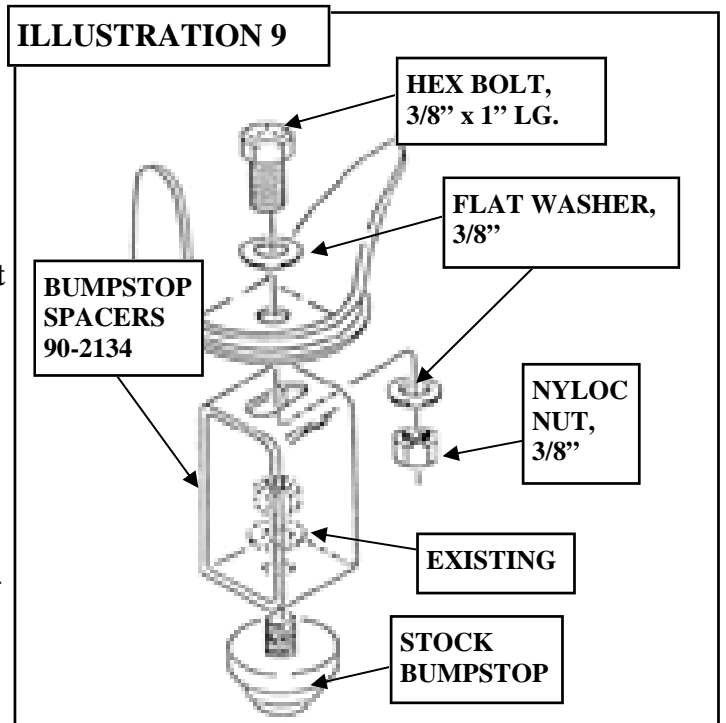 ILLUSTRATION 9
HEX BOLT,
3/8” x 1” LG.
FLAT WASHER,
3/8”
BUMPSTOP
SPACERS
90-2134
NYLOC
NUT,
3/8”
EXISTING
STOCK
BUMPSTOP